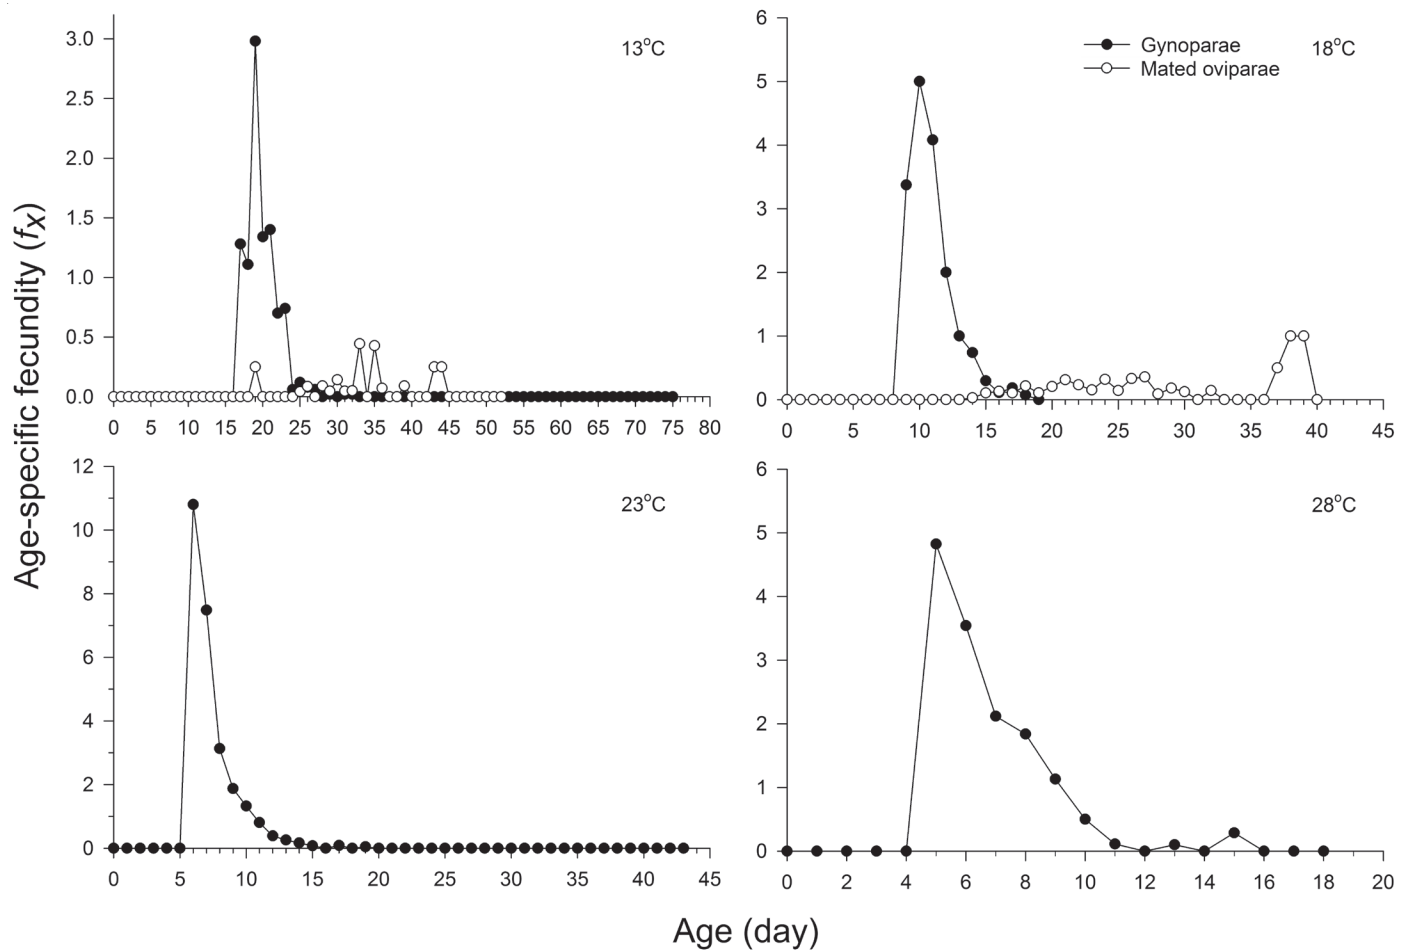 Age-specific fecundity (fx)
13°C
3.0
2.5
2.0
1.5
1.0
0.5
0.0
0 5 10 15 20 25 30 35 40 45 50 55 60 65 70 75 80
Gynoparae
Mated oviparae
18°C
6
5
4
3
2
1
0
0 5 10 15 20 25 30 35 40 45
23°C
12
10
8
6
4
2
0
0 5 10 15 20 25 30 35 40 45
28°C
6
5
4
3
2
1
0
0 2 4 6 8 10 12 14 16 18 20
Age (day)